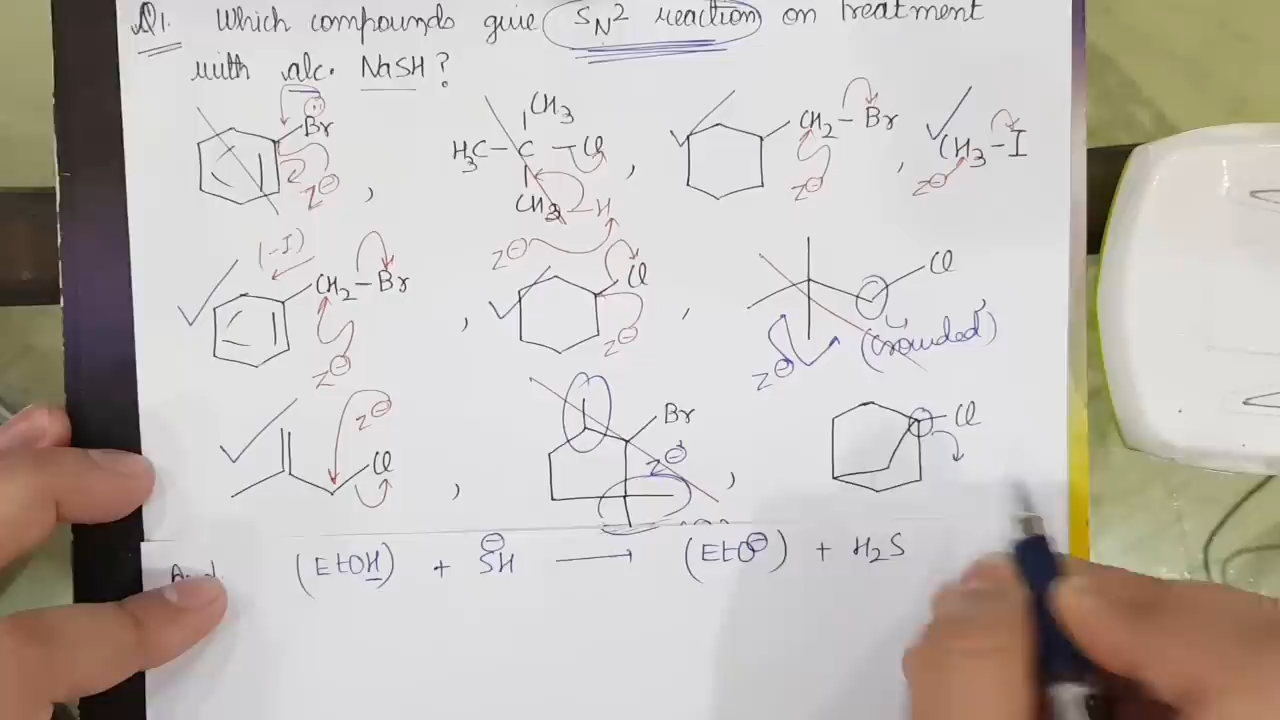 Q1. Which compounds give SN2 reaction on treatment
with alc. NaSH?
Br
Z⊖
,
CH3
H3C-C-Cl
CH3
H
Z⊖
,
CH2-Br
Z⊖
,
CH3-I
Z⊖
(-I)
CH2-Br
Z⊖
,
Cl
Z⊖
,
Cl
Z⊖
(crowded)
,
Z⊖
Cl
,
Br
Z⊖
,
Cl
(EtOH) + ⊖SH ⟶ (EtO⊖) + H2S